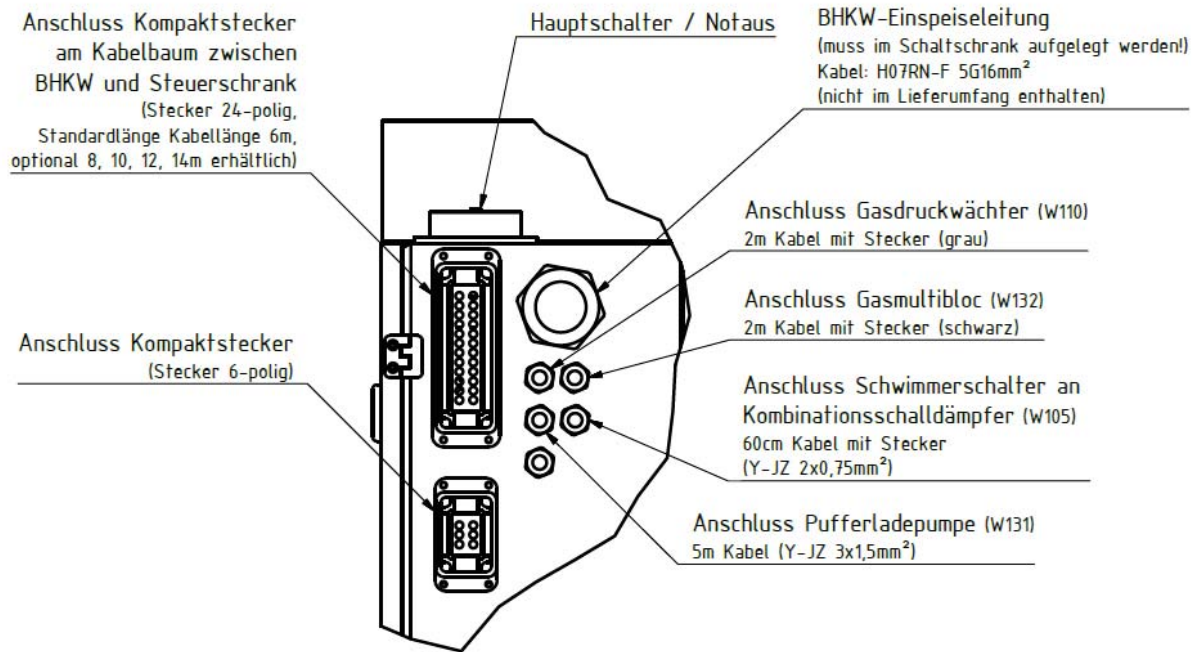 Anschluss Kompaktstecker
am Kabelbaum zwischen
BHKW und Steuerschrank
(Stecker 24-polig,
Standardlänge Kabellänge 6m,
optional 8, 10, 12, 14m erhältlich)
Hauptschalter / Notaus
BHKW-Einspeiseleitung
(muss im Schaltschrank aufgelegt werden!)
Kabel: H07RN-F 5G16mm²
(nicht im Lieferumfang enthalten)
Anschluss Gasdruckwächter (W110)
2m Kabel mit Stecker (grau)
Anschluss Gasmultibloc (W132)
2m Kabel mit Stecker (schwarz)
Anschluss Kompaktstecker
(Stecker 6-polig)
Anschluss Schwimmerschalter an
Kombinationsschalldämpfer (W105)
60cm Kabel mit Stecker
(Y-JZ 2x0,75mm²)
Anschluss Pufferladepumpe (W131)
5m Kabel (Y-JZ 3x1,5mm²)